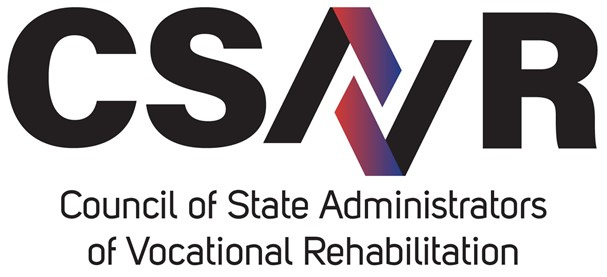 CSAVR
Council of State Administrators
of Vocational Rehabilitation